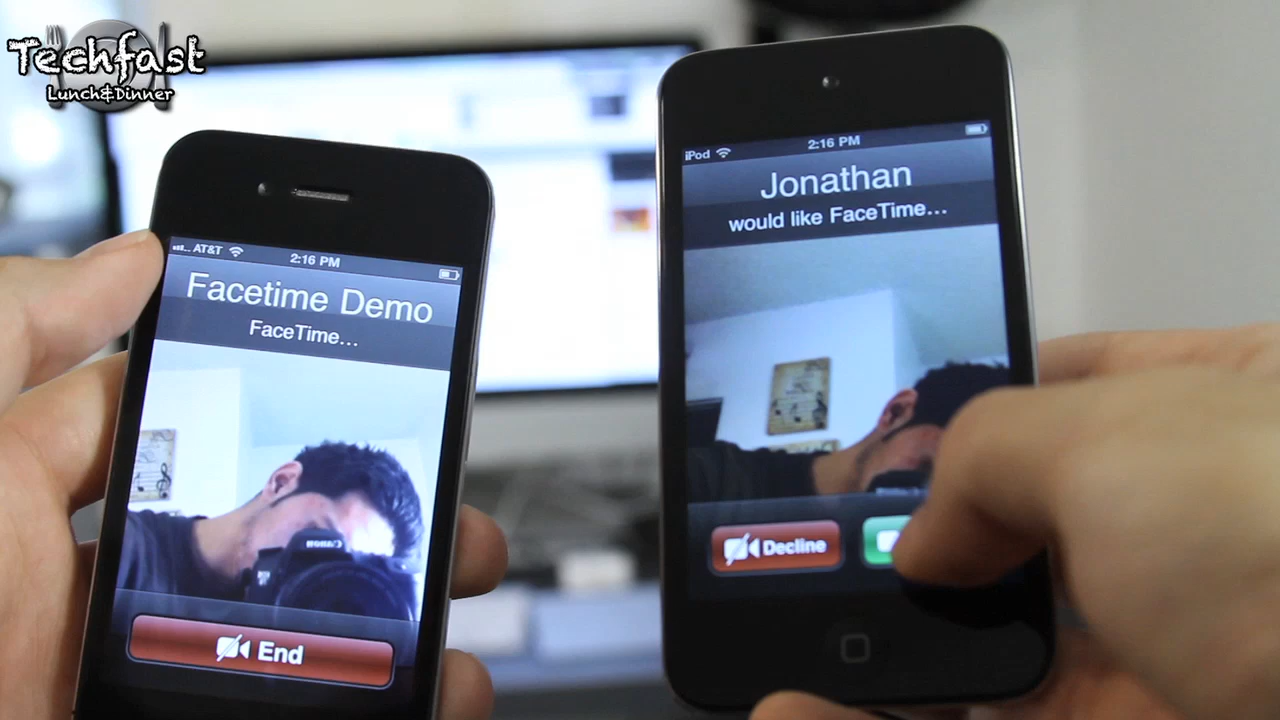 Techfast
Lunch&Dinner
AT&T
2:16 PM
Facetime Demo
FaceTime...
CANON
End
iPod
2:16 PM
Jonathan
would like FaceTime...
Decline